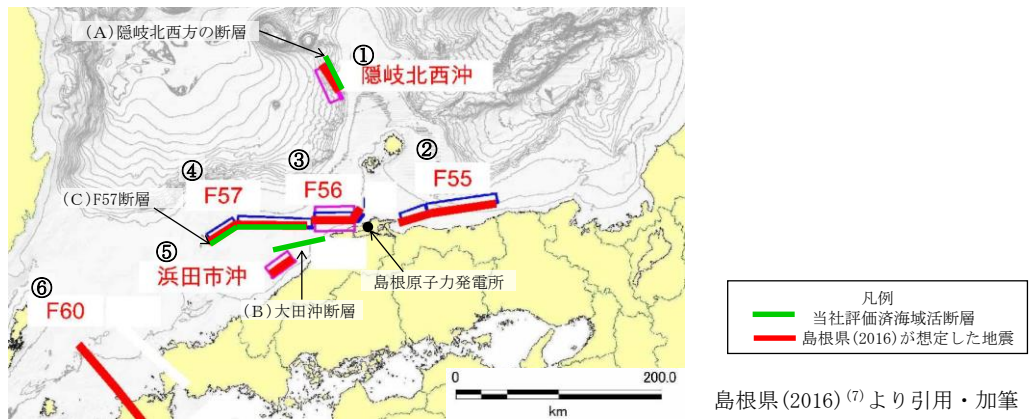 (A)隠岐北西方の断層
①
隠岐北西沖
②
F55
③
F56
④
F57
(C)F57断層
⑤
浜田市沖
島根原子力発電所
(B)大田沖断層
⑥
F60
0 200.0
km
凡例
当社評価済海域活断層
島根県(2016)が想定した地震
島根県(2016)⁽⁷⁾より引用・加筆